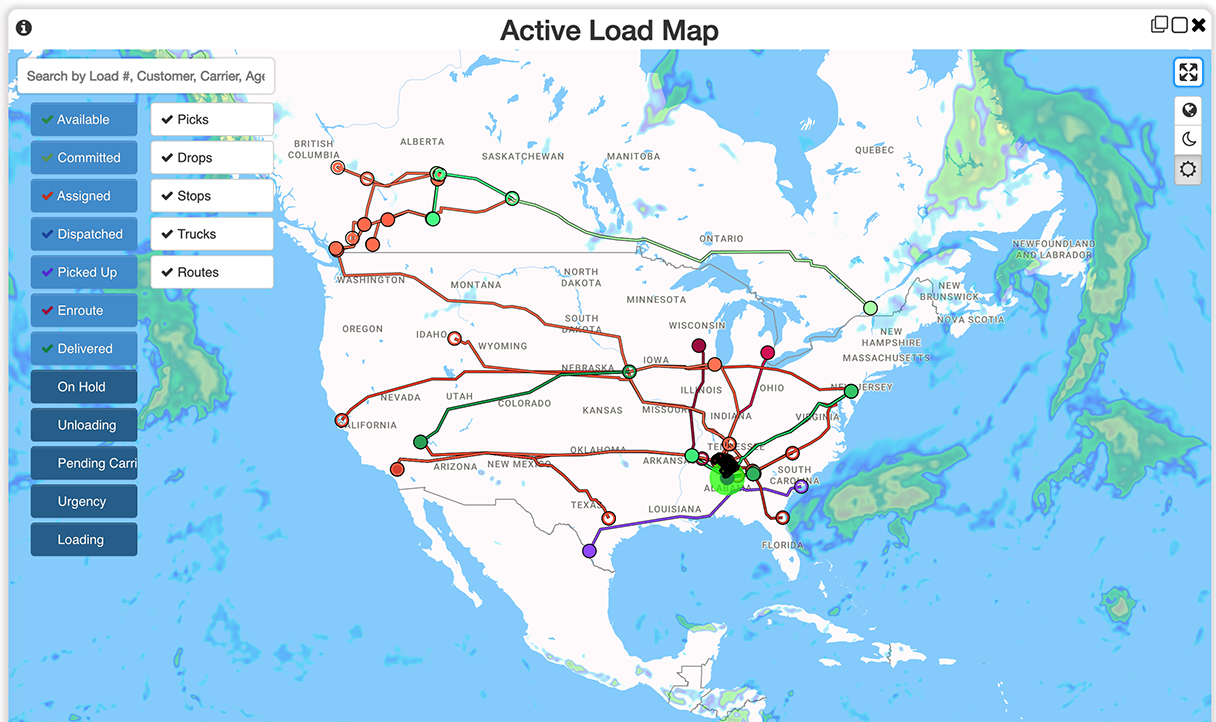 Active Load Map
Search by Load #, Customer, Carrier, Age
Available
Committed
Assigned
Dispatched
Picked Up
Enroute
Delivered
On Hold
Unloading
Pending Carri
Urgency
Loading
Picks
Drops
Stops
Trucks
Routes
BRITISH
COLUMBIA
ALBERTA
SASKATCHEWAN
MANITOBA
QUEBEC
ONTARIO
NEWFOUNDLAND
AND LABRADOR
NEW
BRUNSWICK
NOVA SCOTIA
WASHINGTON
MONTANA
NORTH
DAKOTA
MINNESOTA
SOUTH
DAKOTA
WISCONSIN
OREGON
IDAHO
WYOMING
NEW
HAMPSHIRE
MASSACHUSETTS
NEBRASKA
IOWA
ILLINOIS
OHIO
NEW JERSEY
NEVADA
UTAH
COLORADO
KANSAS
MISSOURI
INDIANA
VIRGINIA
CALIFORNIA
OKLAHOMA
TENNESSEE
ARIZONA
NEW MEXICO
ARKANSAS
SOUTH
CAROLINA
ALABAMA
TEXAS
LOUISIANA
FLORIDA